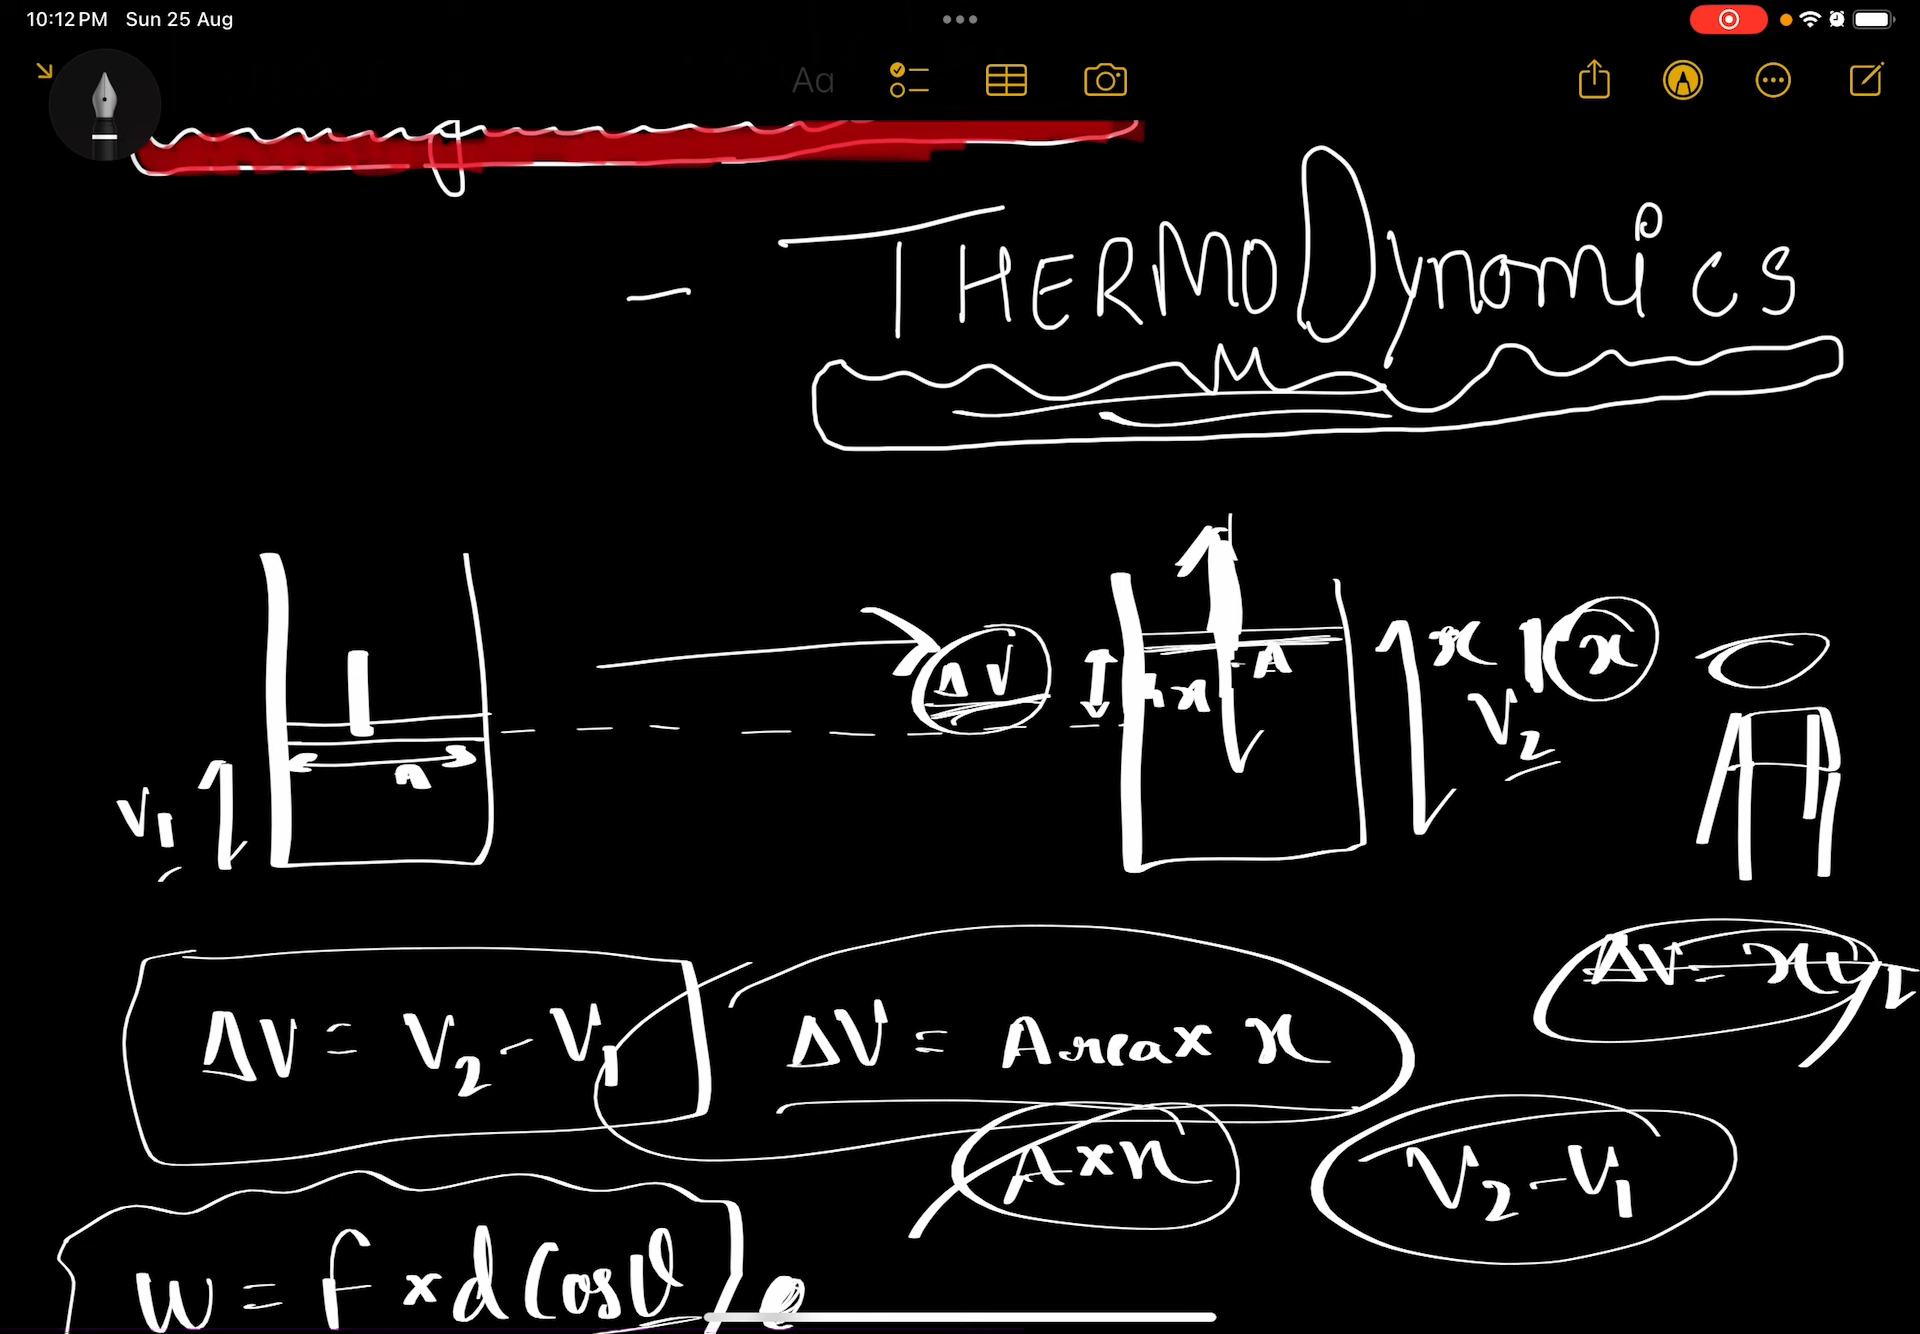 10:12 PM Sun 25 Aug
Aa
- THERMODynamics
ΔV
x
A
x
V2
A
V1
ΔV = V2 - V1
ΔV = Area × x
A × x
V2 - V1
W = F × d Cosθ